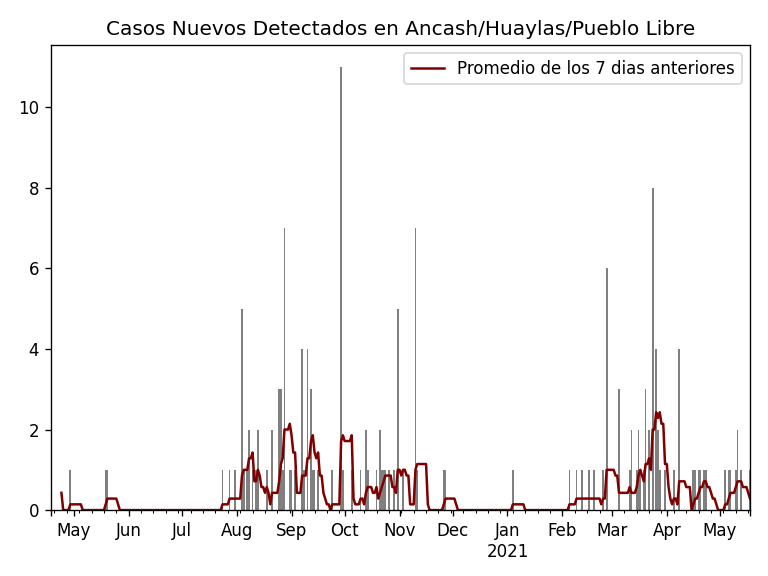 Casos Nuevos Detectados en Ancash/Huaylas/Pueblo Libre
Promedio de los 7 dias anteriores
10
8
6
4
2
0
May Jun Jul Aug Sep Oct Nov Dec Jan Feb Mar Apr May
2021